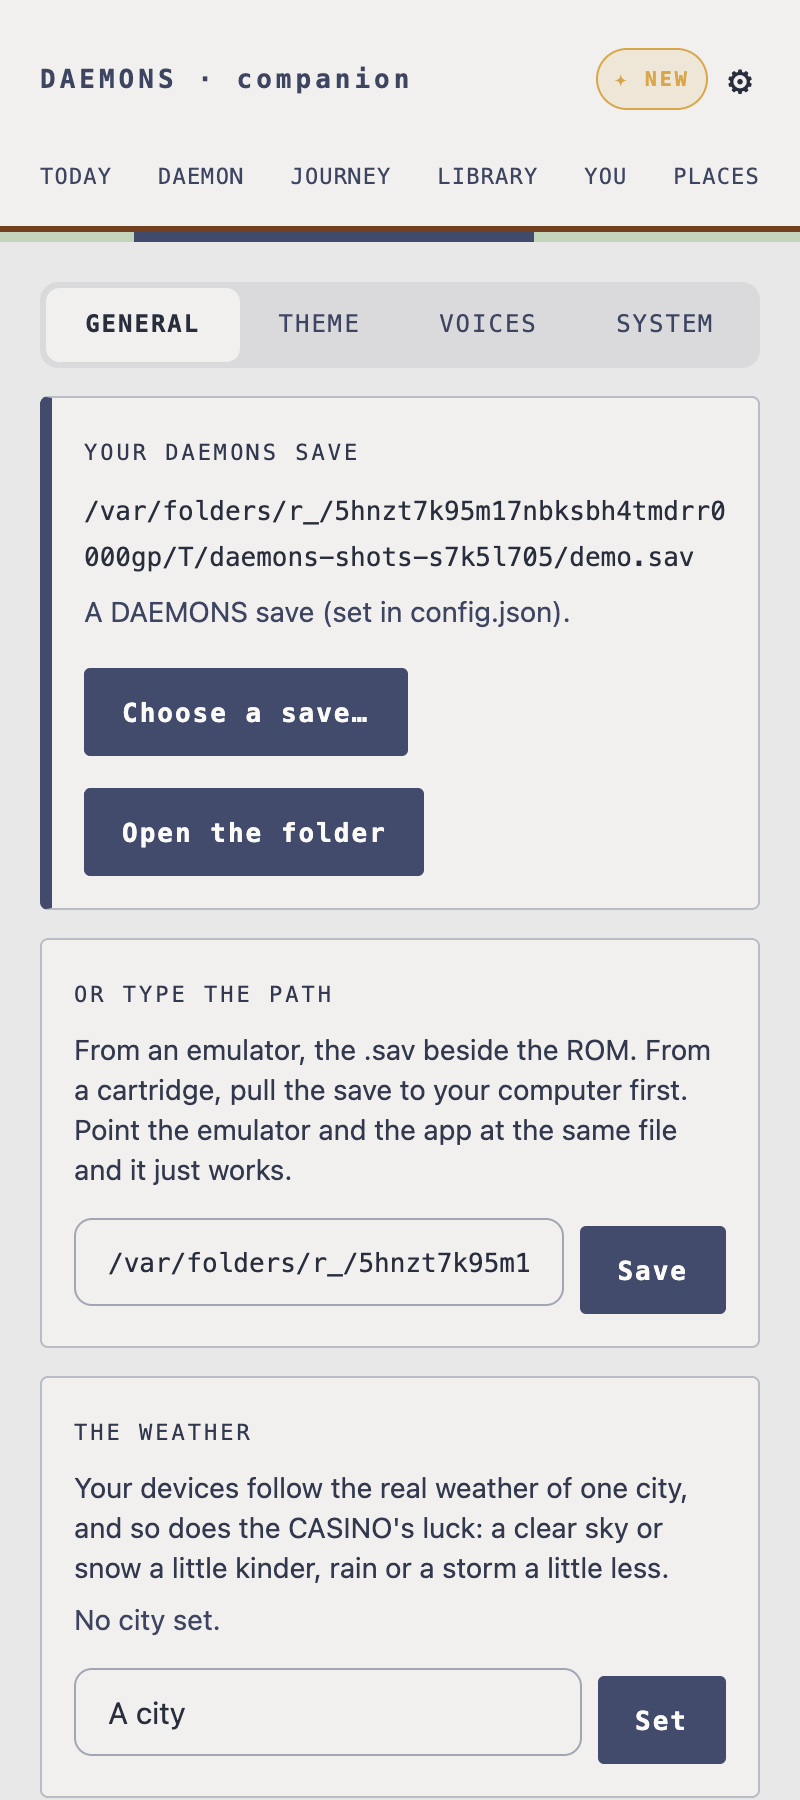 DAEMONS · companion
✦ NEW
⚙
TODAY DAEMON JOURNEY LIBRARY YOU PLACES
GENERAL THEME VOICES SYSTEM
YOUR DAEMONS SAVE
/var/folders/r_/5hnzt7k95m17nbksbh4tmdrr0
000gp/T/daemons-shots-s7k5l705/demo.sav
A DAEMONS save (set in config.json).
Choose a save…
Open the folder
OR TYPE THE PATH
From an emulator, the .sav beside the ROM. From
a cartridge, pull the save to your computer first.
Point the emulator and the app at the same file
and it just works.
/var/folders/r_/5hnzt7k95m1
Save
THE WEATHER
Your devices follow the real weather of one city,
and so does the CASINO's luck: a clear sky or
snow a little kinder, rain or a storm a little less.
No city set.
A city
Set